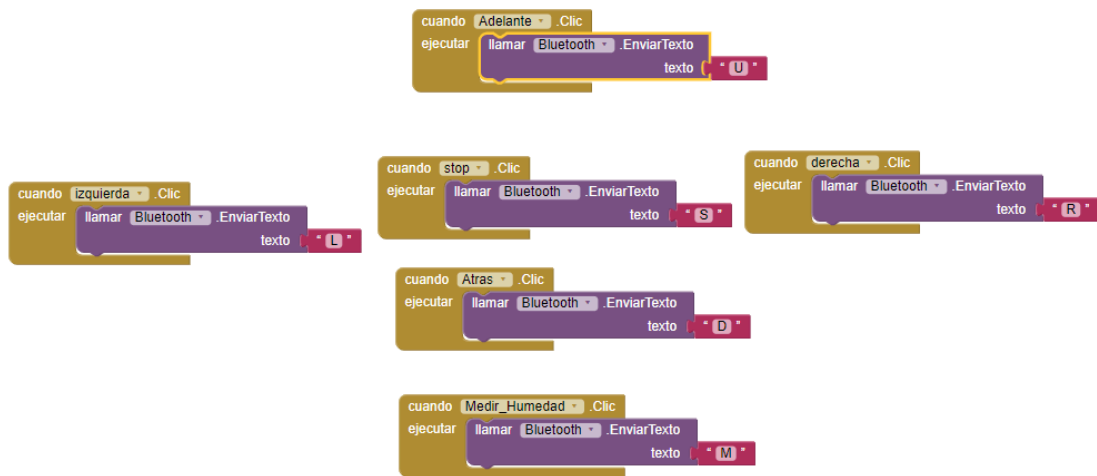 cuando Adelante .Clic
ejecutar llamar Bluetooth .EnviarTexto
texto " U "
cuando izquierda .Clic
ejecutar llamar Bluetooth .EnviarTexto
texto " L "
cuando stop .Clic
ejecutar llamar Bluetooth .EnviarTexto
texto " S "
cuando derecha .Clic
ejecutar llamar Bluetooth .EnviarTexto
texto " R "
cuando Atras .Clic
ejecutar llamar Bluetooth .EnviarTexto
texto " D "
cuando Medir_Humedad .Clic
ejecutar llamar Bluetooth .EnviarTexto
texto " M "